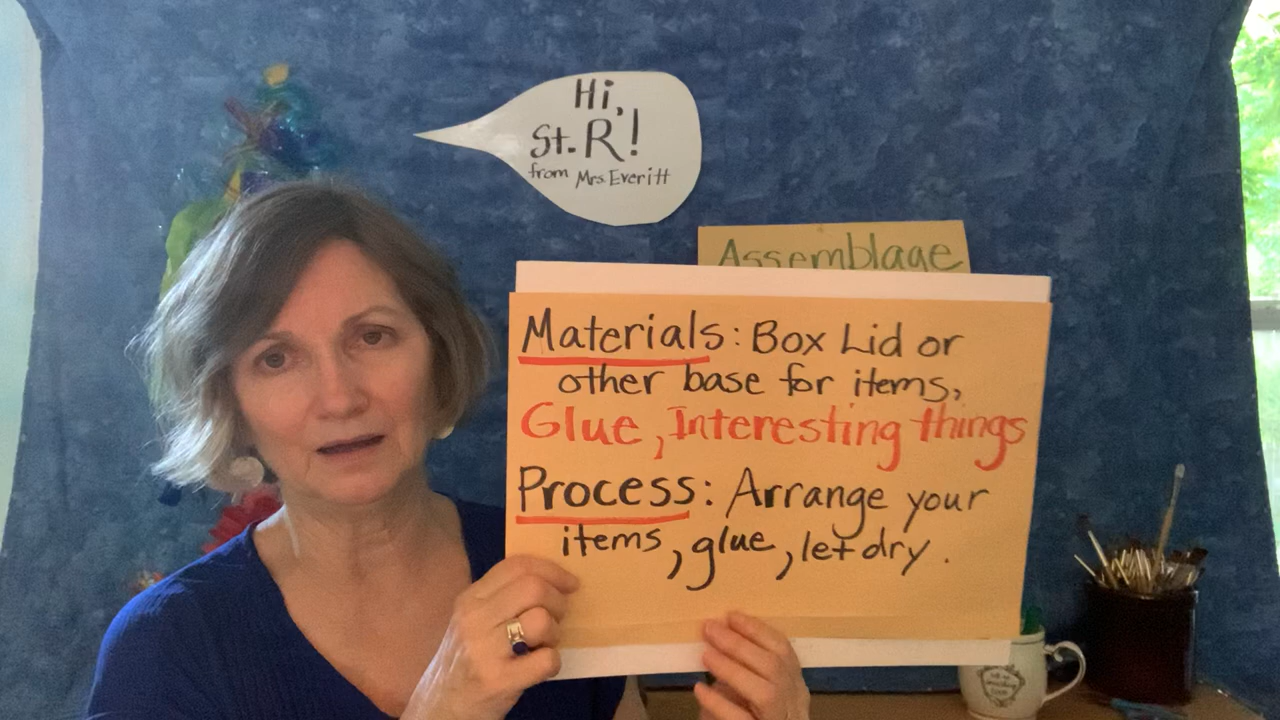 Hi,
St. R!
from Mrs. Everitt
Assemblage
Materials: Box Lid or
other base for items,
Glue, Interesting things
Process: Arrange your
items, glue, let dry.